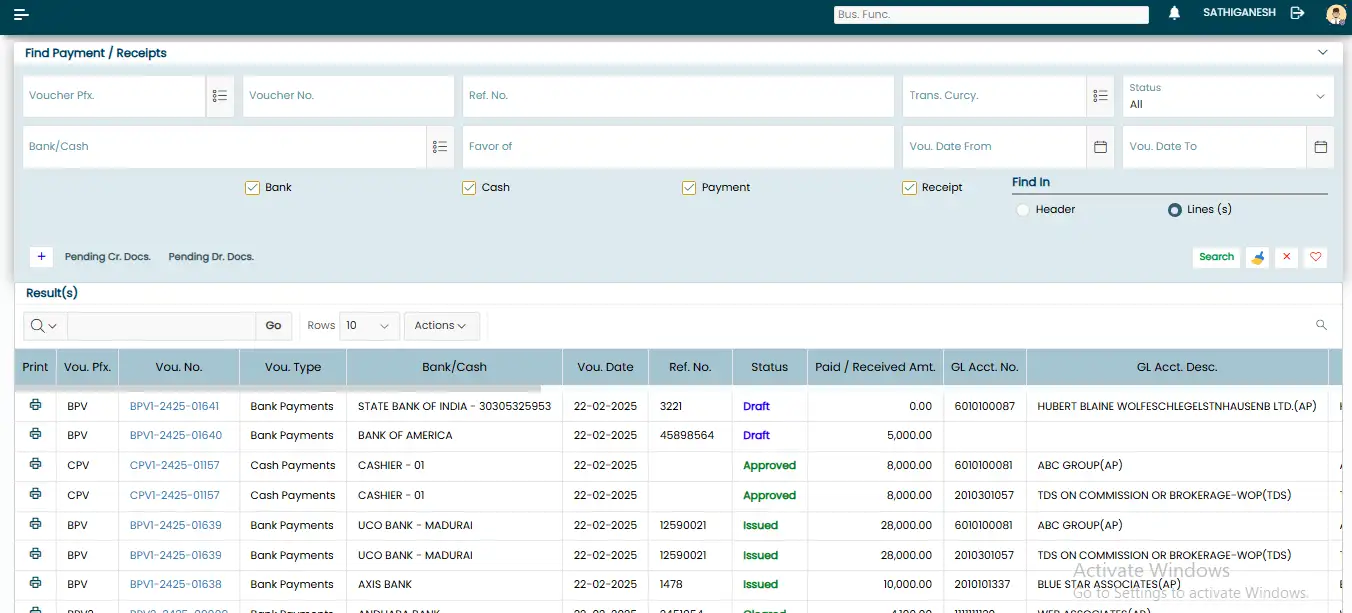 Bus. Func. SATHIGANESH
Find Payment / Receipts
Voucher Pfx. Voucher No. Ref. No. Trans. Curcy. Status
All
Bank/Cash Favor of Vou. Date From Vou. Date To
Bank Cash Payment Receipt Find In
Header Lines (s)
+ Pending Cr. Docs. Pending Dr. Docs. Search
Result(s)
Go Rows 10 Actions
Print Vou. Pfx. Vou. No. Vou. Type Bank/Cash Vou. Date Ref. No. Status Paid / Received Amt. GL Acct. No. GL Acct. Desc.
BPV BPV1-2425-01641 Bank Payments STATE BANK OF INDIA - 30305325953 22-02-2025 3221 Draft 0.00 6010100087 HUBERT BLAINE WOLFESCHLEGELSTNHAUSENB LTD.(AP)
BPV BPV1-2425-01640 Bank Payments BANK OF AMERICA 22-02-2025 45898564 Draft 5,000.00
CPV CPV1-2425-01157 Cash Payments CASHIER - 01 22-02-2025 Approved 8,000.00 6010100081 ABC GROUP(AP)
CPV CPV1-2425-01157 Cash Payments CASHIER - 01 22-02-2025 Approved 8,000.00 2010301057 TDS ON COMMISSION OR BROKERAGE-WOP(TDS)
BPV BPV1-2425-01639 Bank Payments UCO BANK - MADURAI 22-02-2025 12590021 Issued 28,000.00 6010100081 ABC GROUP(AP)
BPV BPV1-2425-01639 Bank Payments UCO BANK - MADURAI 22-02-2025 12590021 Issued 28,000.00 2010301057 TDS ON COMMISSION OR BROKERAGE-WOP(TDS)
Activate Windows
BPV BPV1-2425-01638 Bank Payments AXIS BANK 22-02-2025 1478 Issued 10,000.00 2010101337 BLUE STAR ASSOCIATES(AP)
Go to Settings to activate Windows.